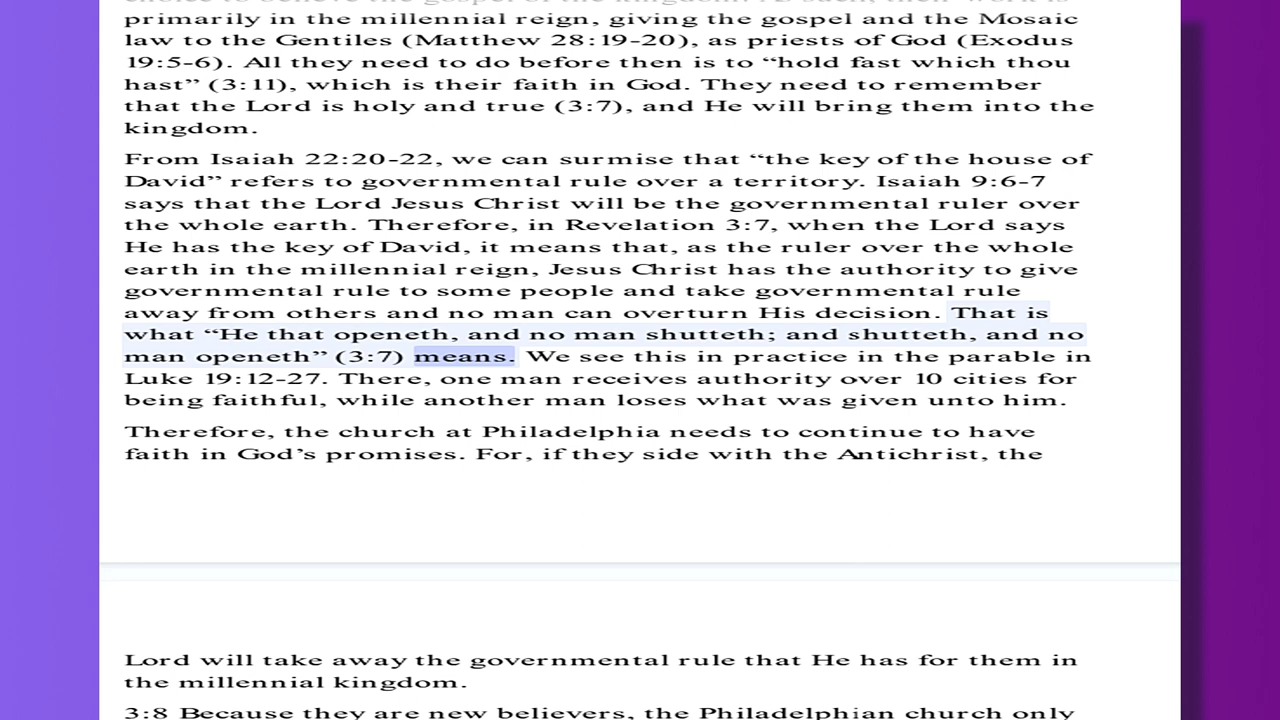 choice to believe the gospel of the kingdom. As such, their work is
primarily in the millennial reign, giving the gospel and the Mosaic
law to the Gentiles (Matthew 28:19-20), as priests of God (Exodus
19:5-6). All they need to do before then is to “hold fast which thou
hast” (3:11), which is their faith in God. They need to remember
that the Lord is holy and true (3:7), and He will bring them into the
kingdom.
From Isaiah 22:20-22, we can surmise that “the key of the house of
David” refers to governmental rule over a territory. Isaiah 9:6-7
says that the Lord Jesus Christ will be the governmental ruler over
the whole earth. Therefore, in Revelation 3:7, when the Lord says
He has the key of David, it means that, as the ruler over the whole
earth in the millennial reign, Jesus Christ has the authority to give
governmental rule to some people and take governmental rule
away from others and no man can overturn His decision. That is
what “He that openeth, and no man shutteth; and shutteth, and no
man openeth” (3:7) means. We see this in practice in the parable in
Luke 19:12-27. There, one man receives authority over 10 cities for
being faithful, while another man loses what was given unto him.
Therefore, the church at Philadelphia needs to continue to have
faith in God’s promises. For, if they side with the Antichrist, the
Lord will take away the governmental rule that He has for them in
the millennial kingdom.
3:8 Because they are new believers, the Philadelphian church only